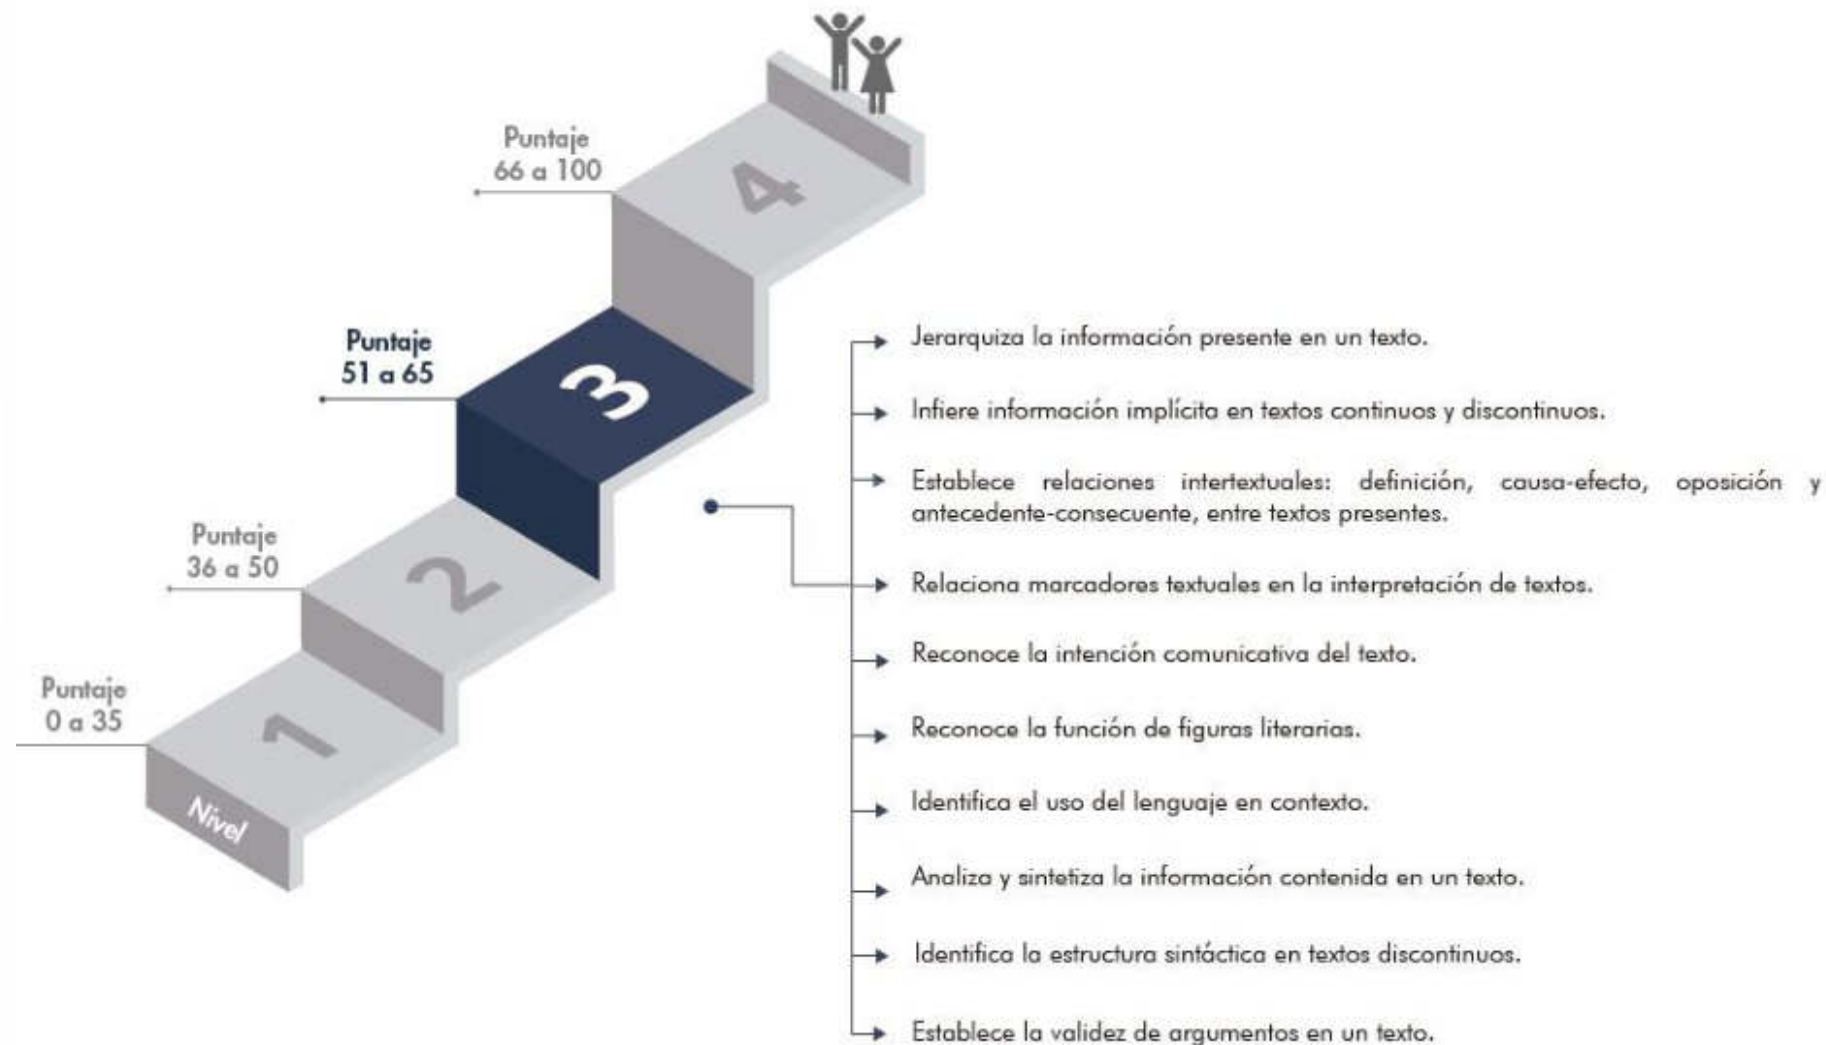 Puntaje
66 a 100
4
Puntaje
51 a 65
3
Puntaje
36 a 50
2
Puntaje
0 a 35
1
Nivel
Jerarquiza la información presente en un texto.
Infiere información implícita en textos continuos y discontinuos.
Establece relaciones intertextuales: definición, causa-efecto, oposición y
antecedente-consecuente, entre textos presentes.
Relaciona marcadores textuales en la interpretación de textos.
Reconoce la intención comunicativa del texto.
Reconoce la función de figuras literarias.
Identifica el uso del lenguaje en contexto.
Analiza y sintetiza la información contenida en un texto.
Identifica la estructura sintáctica en textos discontinuos.
Establece la validez de argumentos en un texto.